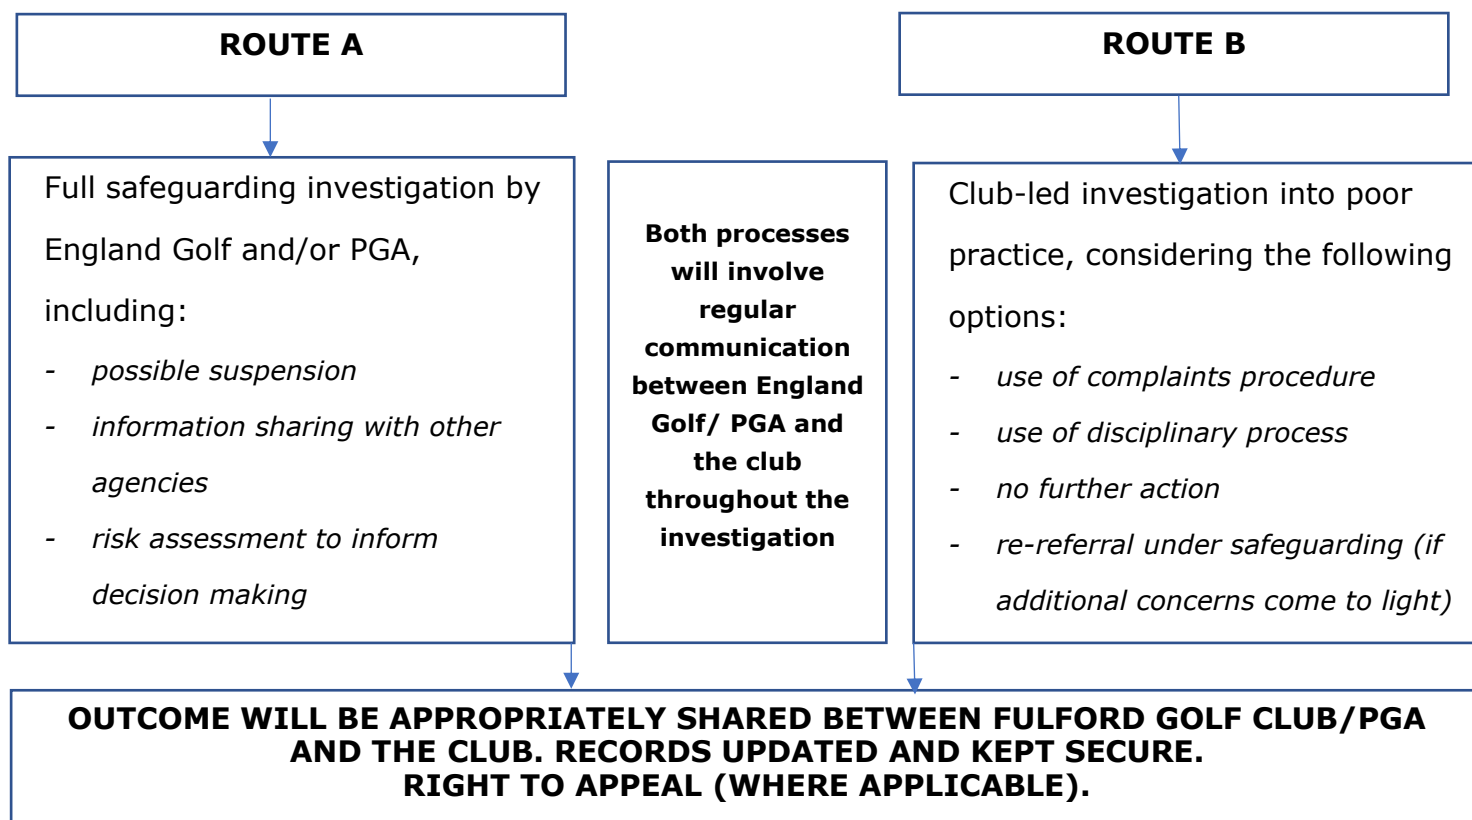 ROUTE A
Full safeguarding investigation by
England Golf and/or PGA,
including:
- possible suspension
- information sharing with other
agencies
- risk assessment to inform
decision making
Both processes
will involve
regular
communication
between England
Golf/ PGA and
the club
throughout the
investigation
ROUTE B
Club-led investigation into poor
practice, considering the following
options:
- use of complaints procedure
- use of disciplinary process
- no further action
- re-referral under safeguarding (if
additional concerns come to light)
OUTCOME WILL BE APPROPRIATELY SHARED BETWEEN FULFORD GOLF CLUB/PGA
AND THE CLUB. RECORDS UPDATED AND KEPT SECURE.
RIGHT TO APPEAL (WHERE APPLICABLE).